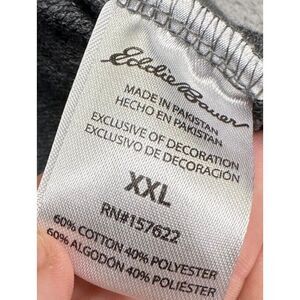 Eddie Bauer
MADE IN PAKISTAN
HECHO EN PAKISTAN
EXCLUSIVE OF DECORATION
EXCLUSIVO DE DECORACIÓN
XXL
RN#157622
60% COTTON 40% POLYESTER
60% ALGODÓN 40% POLIÉSTER